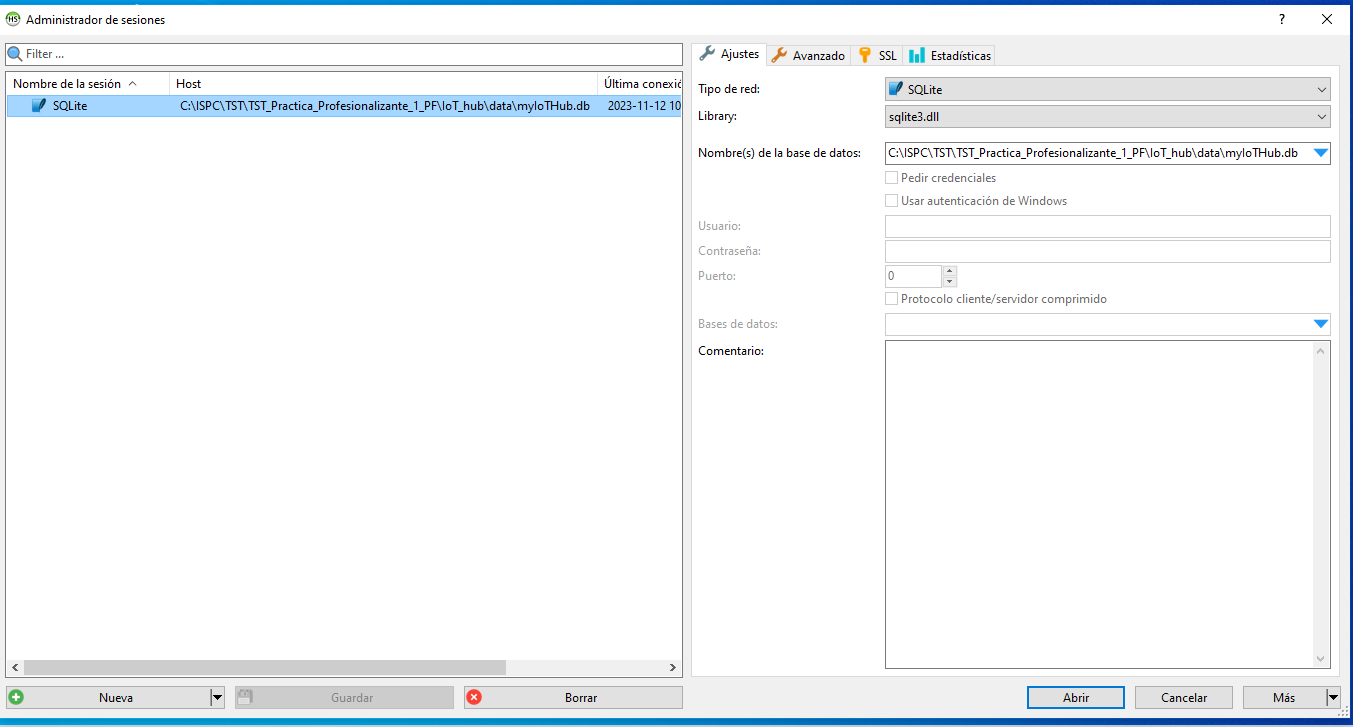 HS Administrador de sesiones ?
Filter ...
Nombre de la sesión Host Última conexió
SQLite C:\ISPC\TST\TST_Practica_Profesionalizante_1_PF\IoT_hub\data\myIoTHub.db 2023-11-12 10
Ajustes Avanzado SSL Estadísticas
Tipo de red: SQLite
Library: sqlite3.dll
Nombre(s) de la base de datos: C:\ISPC\TST\TST_Practica_Profesionalizante_1_PF\IoT_hub\data\myIoTHub.db
Pedir credenciales
Usar autenticación de Windows
Usuario:
Contraseña:
Puerto: 0
Protocolo cliente/servidor comprimido
Bases de datos:
Comentario:
Nueva Guardar Borrar Abrir Cancelar Más